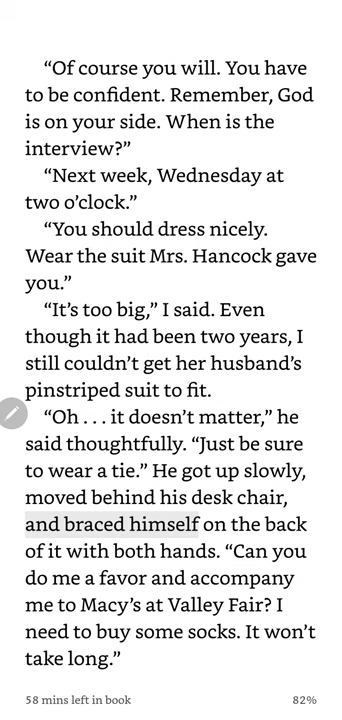 “Of course you will. You have
to be confident. Remember, God
is on your side. When is the
interview?”
“Next week, Wednesday at
two o’clock.”
“You should dress nicely.
Wear the suit Mrs. Hancock gave
you.”
“It’s too big,” I said. Even
though it had been two years, I
still couldn’t get her husband’s
pinstriped suit to fit.
“Oh . . . it doesn’t matter,” he
said thoughtfully. “Just be sure
to wear a tie.” He got up slowly,
moved behind his desk chair,
and braced himself on the back
of it with both hands. “Can you
do me a favor and accompany
me to Macy’s at Valley Fair? I
need to buy some socks. It won’t
take long.”
58 mins left in book 82%